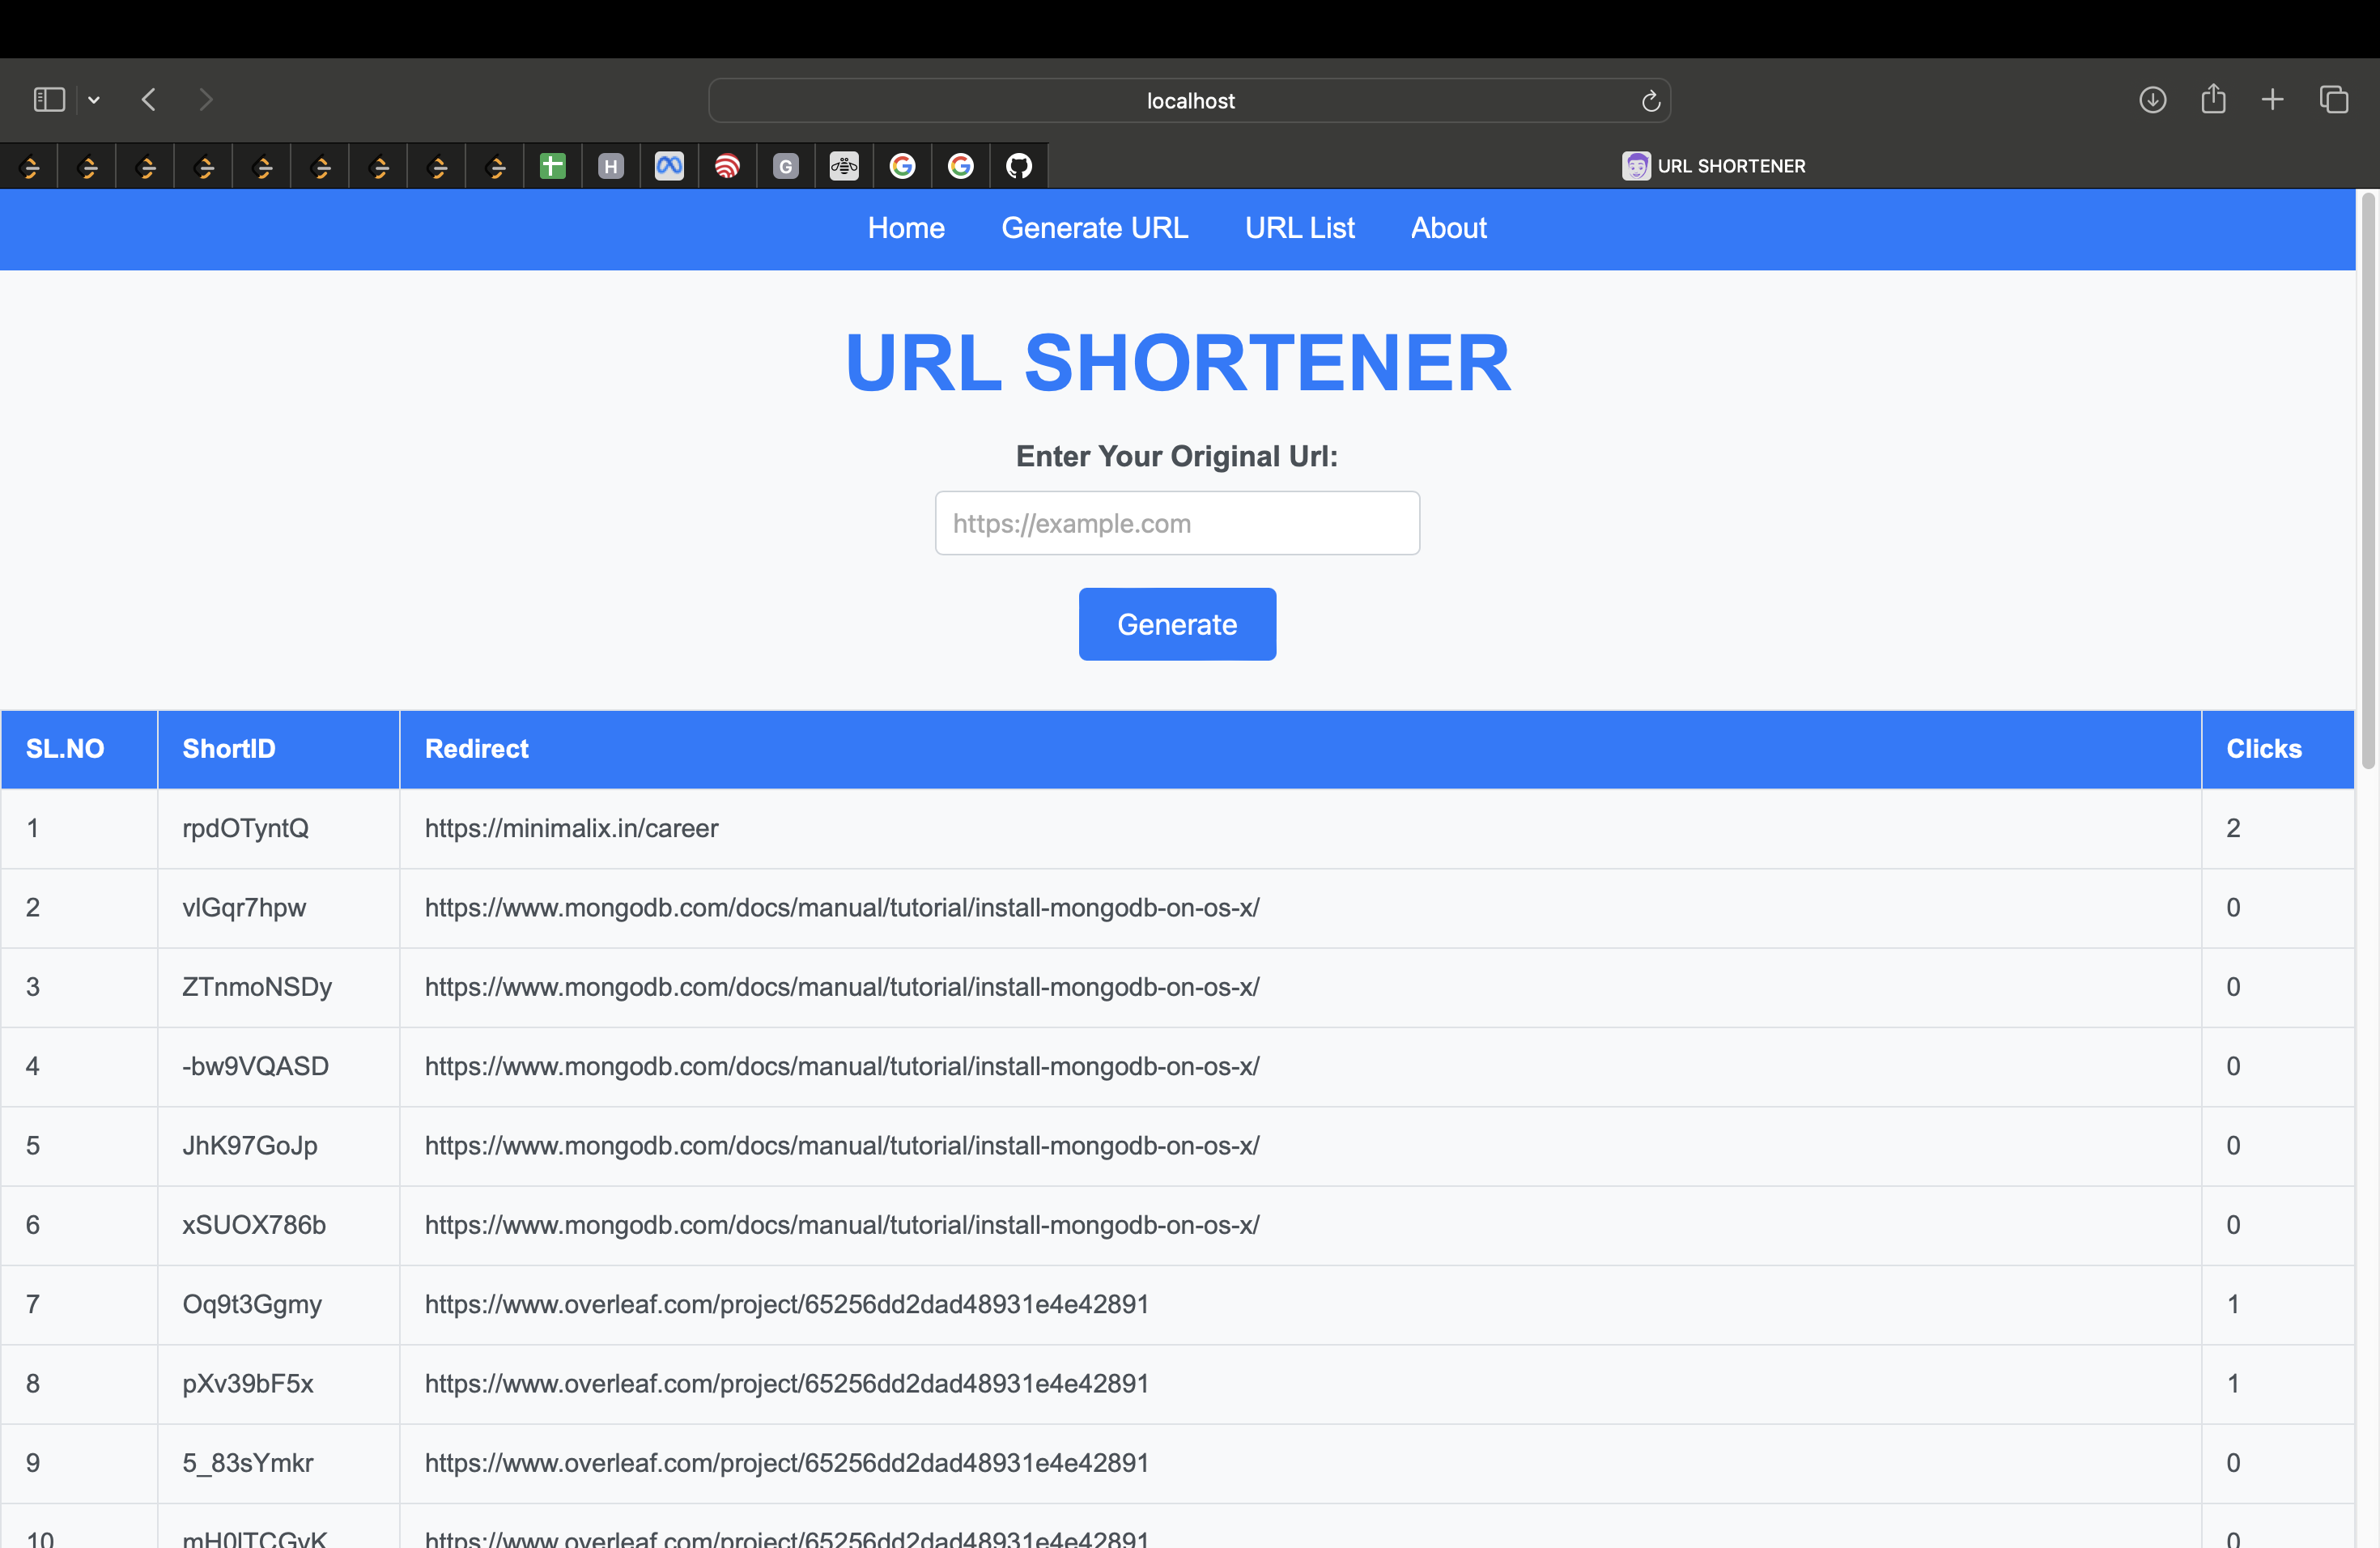 localhost
H G URL SHORTENER
Home Generate URL URL List About
URL SHORTENER
Enter Your Original Url:
https://example.com
Generate
SL.NO ShortID Redirect Clicks
1 rpdOTyntQ https://minimalix.in/career 2
2 vlGqr7hpw https://www.mongodb.com/docs/manual/tutorial/install-mongodb-on-os-x/ 0
3 ZTnmoNSDy https://www.mongodb.com/docs/manual/tutorial/install-mongodb-on-os-x/ 0
4 -bw9VQASD https://www.mongodb.com/docs/manual/tutorial/install-mongodb-on-os-x/ 0
5 JhK97GoJp https://www.mongodb.com/docs/manual/tutorial/install-mongodb-on-os-x/ 0
6 xSUOX786b https://www.mongodb.com/docs/manual/tutorial/install-mongodb-on-os-x/ 0
7 Oq9t3Ggmy https://www.overleaf.com/project/65256dd2dad48931e4e42891 1
8 pXv39bF5x https://www.overleaf.com/project/65256dd2dad48931e4e42891 1
9 5_83sYmkr https://www.overleaf.com/project/65256dd2dad48931e4e42891 0
10 https://www.overleaf.com/project/65256dd2dad48931e4e42891 0